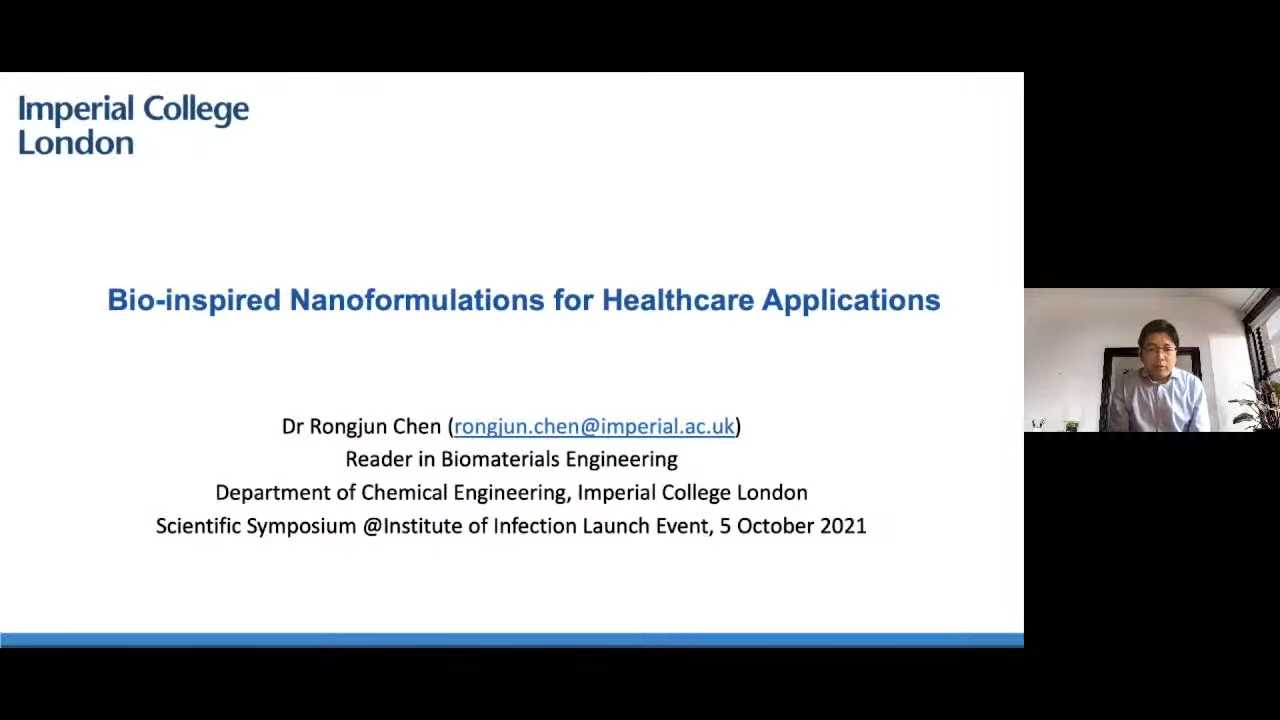 Imperial College
London
Bio-inspired Nanoformulations for Healthcare Applications
Dr Rongjun Chen (rongjun.chen@imperial.ac.uk)
Reader in Biomaterials Engineering
Department of Chemical Engineering, Imperial College London
Scientific Symposium @Institute of Infection Launch Event, 5 October 2021